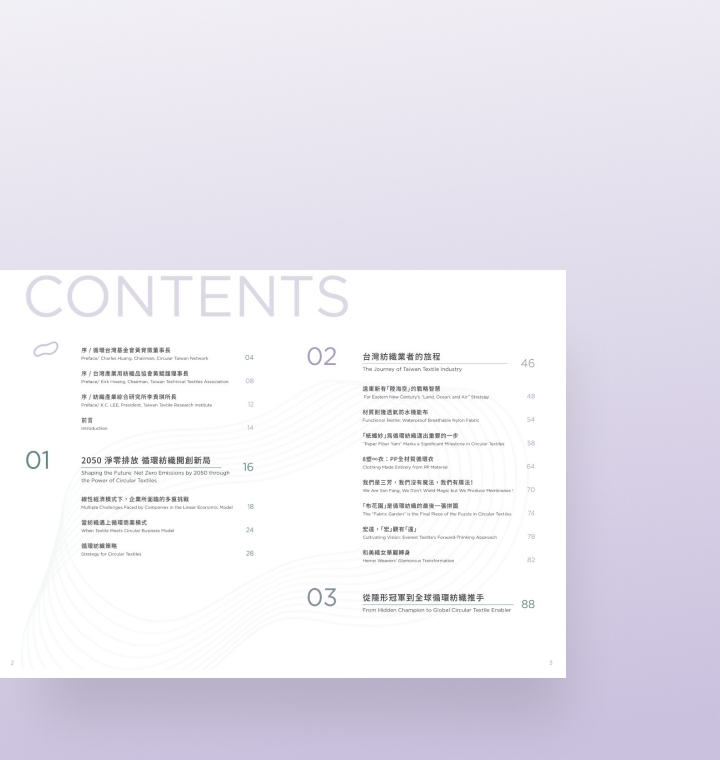 CONTENTS
序 / 循環台灣基金會黃育徵董事長
Preface/ Charles Huang, Chairman, Circular Taiwan Network
04
序 / 台灣產業用紡織品協會黃賦謹理事長
Preface/ Kirk Hwang, Chairman, Taiwan Technical Textiles Association
08
序 / 紡織產業綜合研究所李貴琪所長
Preface/ K.C. LEE, President, Taiwan Textile Research Institute
12
前言
Introduction
14
01
2050 淨零排放 循環紡織開創新局
Shaping the Future: Net Zero Emissions by 2050 through
the Power of Circular Textiles
16
線性經濟模式下，企業所面臨的多重挑戰
Multiple Challenges Faced by Companies in the Linear Economic Model
18
當紡織遇上循環商業模式
When Textile Meets Circular Business Model
24
循環紡織策略
Strategy for Circular Textiles
28
02
台灣紡織業者的旅程
The Journey of Taiwan Textile Industry
46
遠東新有「陸海空」的戰略智慧
Far Eastern New Century's "Land, Ocean, and Air" Strategy
48
材質創造透氣防水機能布
Functional Textile: Waterproof Breathable Nylon Fabric
54
「紙纖紗」為循環紡織邁出重要的一步
"Paper Fiber Yarn" Marks a Significant Milestone in Circular Textiles
58
：PP全材質循環衣
Clothing Made Entirely from PP Material
64
我們是三芳，我們沒有魔法，我們有膜法！
We Are San Fang, We Don't Wield Magic but We Produce Membranes!
70
「布花園」是循環紡織的最後一張拼圖
The "Fabric Garden" is the Final Piece of the Puzzle in Circular Textiles
74
宏遠，「宏」觀有「遠」
Cultivating Vision: Everest Textile's Forward-Thinking Approach
78
和美織女華麗轉身
Hemei Weavers' Glamorous Transformation
82
03
從隱形冠軍到全球循環紡織推手
From Hidden Champion to Global Circular Textile Enabler
88
2
3